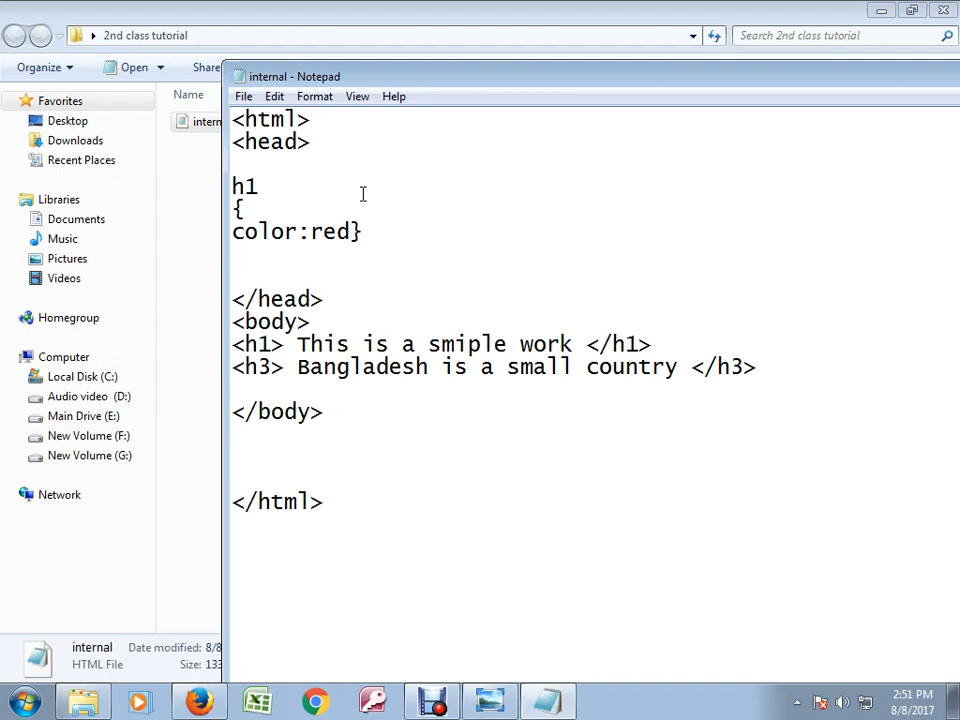 2nd class tutorial
Search 2nd class tutorial
Organize
Open
Share
internal - Notepad
File Edit Format View Help
Favorites
Desktop
Downloads
Recent Places
Libraries
Documents
Music
Pictures
Videos
Homegroup
Computer
Local Disk (C:)
Audio video (D:)
Main Drive (E:)
New Volume (F:)
New Volume (G:)
Network
Name
intern
<html>
<head>
h1
{
color:red}
</head>
<body>
<h1> This is a smiple work </h1>
<h3> Bangladesh is a small country </h3>
</body>
</html>
internal Date modified: 8/8
HTML File Size: 133
2:51 PM
8/8/2017